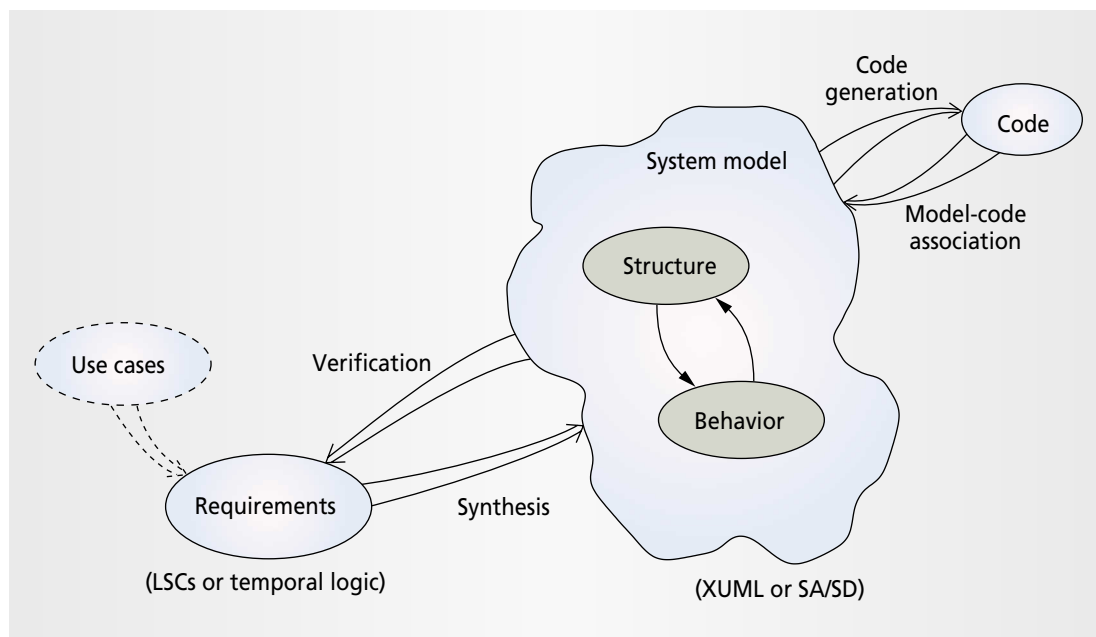 Code
generation
Code
System model
Model-code
association
Structure
Use cases
Verification
Behavior
Requirements
Synthesis
(LSCs or temporal logic)
(XUML or SA/SD)